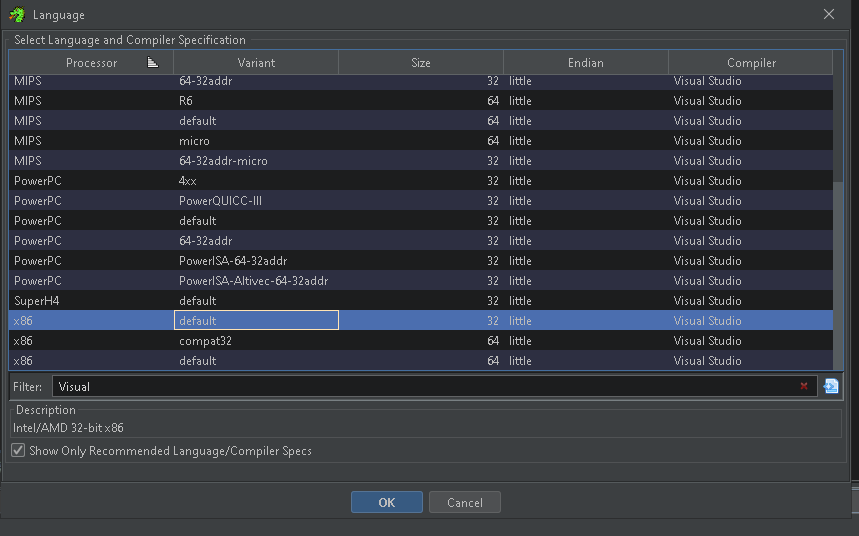 Language
Select Language and Compiler Specification
Processor Variant Size Endian Compiler
MIPS 64-32addr 32 little Visual Studio
MIPS R6 64 little Visual Studio
MIPS default 64 little Visual Studio
MIPS micro 64 little Visual Studio
MIPS 64-32addr-micro 32 little Visual Studio
PowerPC 4xx 32 little Visual Studio
PowerPC PowerQUICC-III 32 little Visual Studio
PowerPC default 32 little Visual Studio
PowerPC 64-32addr 32 little Visual Studio
PowerPC PowerISA-64-32addr 32 little Visual Studio
PowerPC PowerISA-Altivec-64-32addr 32 little Visual Studio
SuperH4 default 32 little Visual Studio
x86 default 32 little Visual Studio
x86 compat32 64 little Visual Studio
x86 default 64 little Visual Studio
Filter: Visual
Description
Intel/AMD 32-bit x86
Show Only Recommended Language/Compiler Specs
OK Cancel